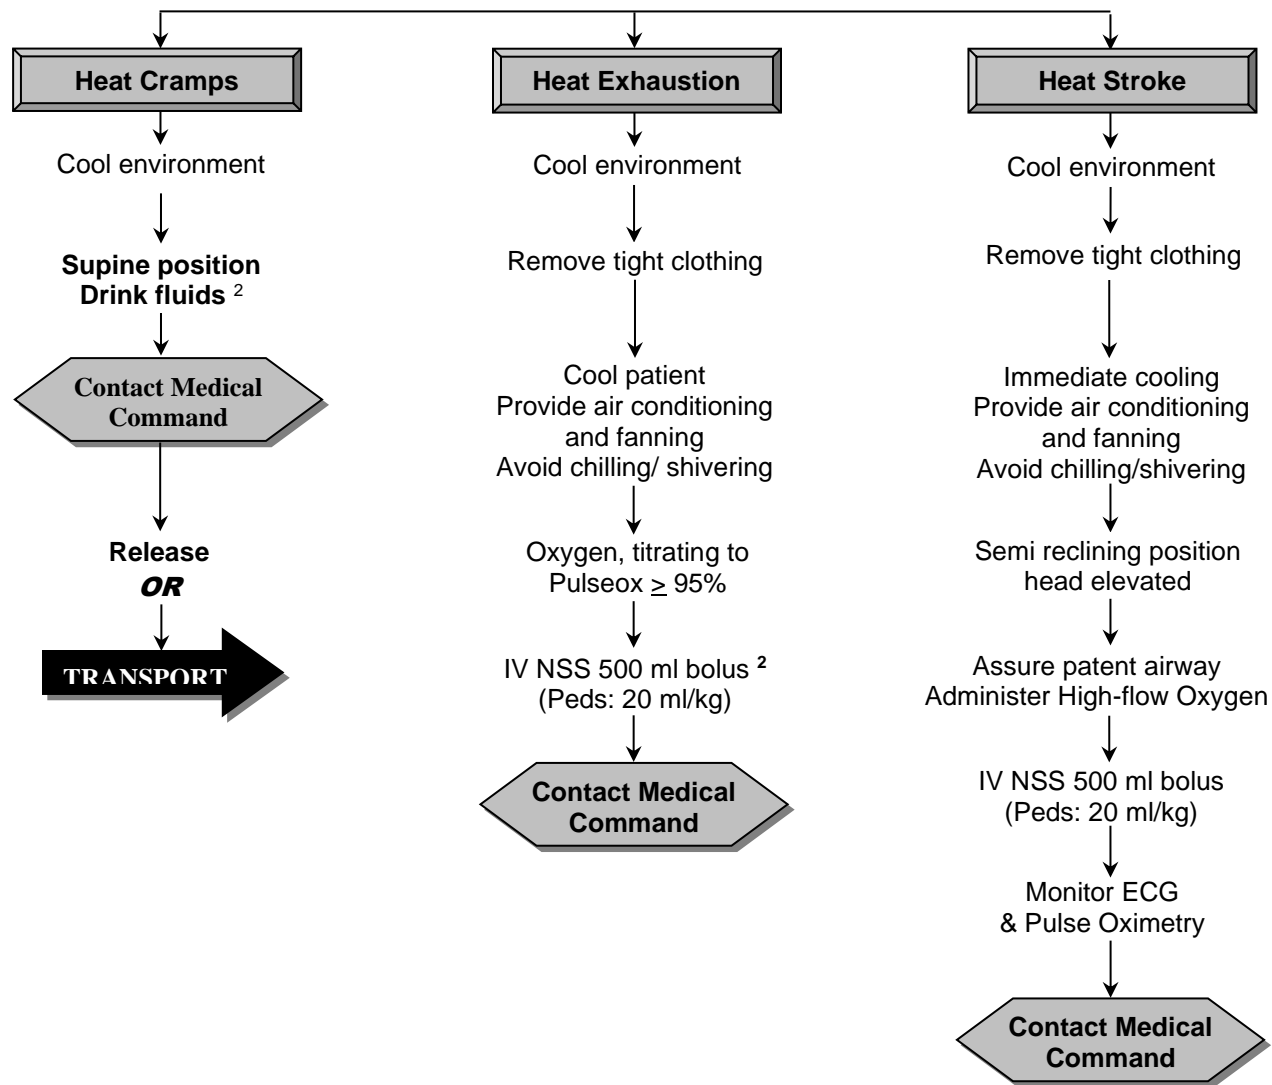 Heat Cramps
Cool environment
Supine position
Drink fluids 2
Contact Medical
Command
Release
OR
TRANSPORT
Heat Exhaustion
Cool environment
Remove tight clothing
Cool patient
Provide air conditioning
and fanning
Avoid chilling/ shivering
Oxygen, titrating to
Pulseox ≥ 95%
IV NSS 500 ml bolus 2
(Peds: 20 ml/kg)
Contact Medical
Command
Heat Stroke
Cool environment
Remove tight clothing
Immediate cooling
Provide air conditioning
and fanning
Avoid chilling/shivering
Semi reclining position
head elevated
Assure patent airway
Administer High-flow Oxygen
IV NSS 500 ml bolus
(Peds: 20 ml/kg)
Monitor ECG
& Pulse Oximetry
Contact Medical
Command